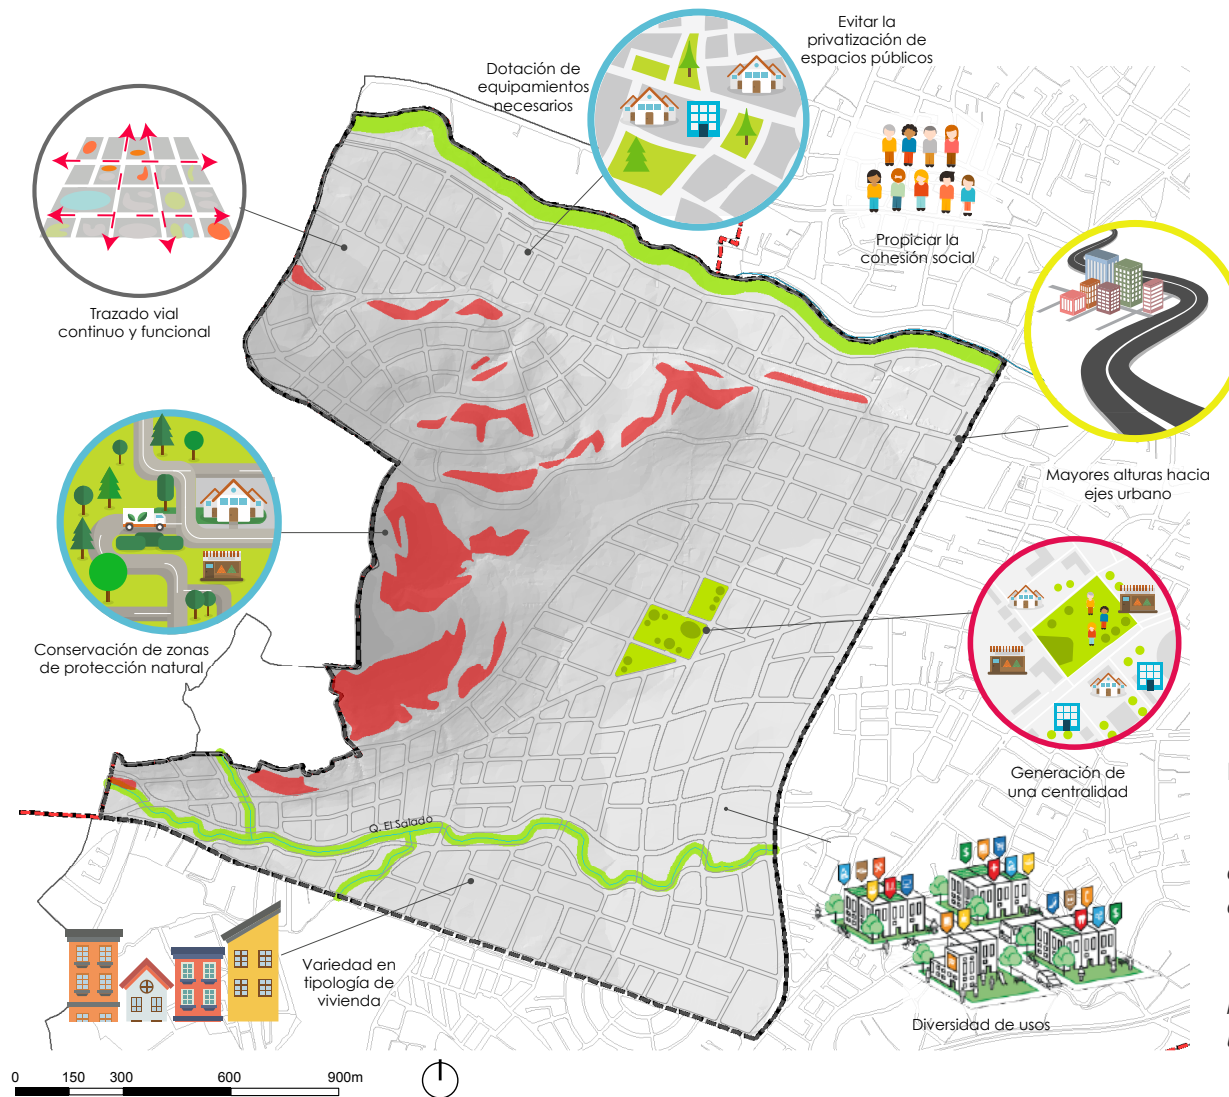 Evitar la
privatización de
espacios públicos
Dotación de
equipamientos
necesarios
Propiciar la
cohesión social
Trazado vial
continuo y funcional
Mayores alturas hacia
ejes urbano
Conservación de zonas
de protección natural
Generación de
una centralidad
Q. El Salado
Variedad en
tipología de
vivienda
Diversidad de usos
0 150 300 600 900m